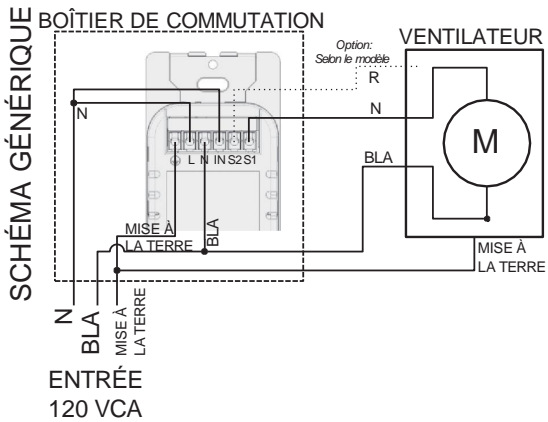 SCHÉMA GÉNÉRIQUE
BOÎTIER DE COMMUTATION
Option:
Selon le modèle
R
VENTILATEUR
N
N
L N IN S2 S1
M
BLA
MISE À
LA TERRE
BLA
MISE À
LA TERRE
N
BLA
MISE À
LA TERRE
ENTRÉE
120 VCA